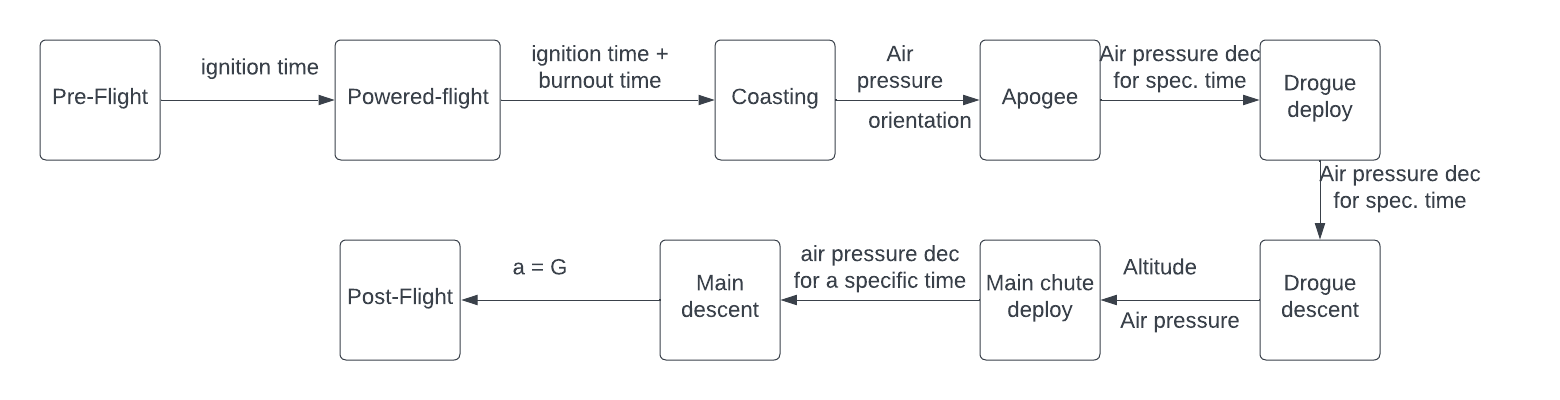 Pre-Flight
ignition time
Powered-flight
ignition time +
burnout time
Coasting
Air
pressure
orientation
Apogee
Air pressure dec
for spec. time
Drogue
deploy
Air pressure dec
for spec. time
Drogue
descent
Altitude
Air pressure
Main chute
deploy
air pressure dec
for a specific time
Main
descent
a = G
Post-Flight